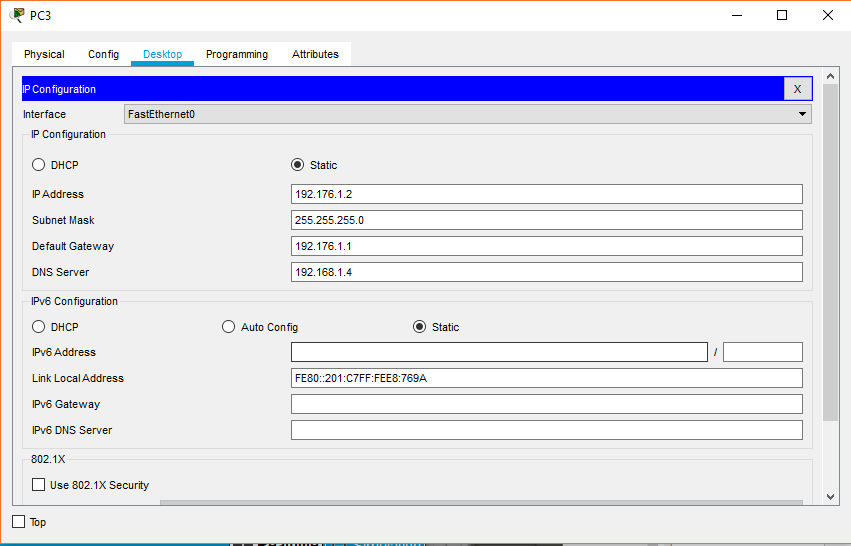 PC3
Physical Config Desktop Programming Attributes
IP Configuration X
Interface FastEthernet0
IP Configuration
DHCP Static
IP Address 192.176.1.2
Subnet Mask 255.255.255.0
Default Gateway 192.176.1.1
DNS Server 192.168.1.4
IPv6 Configuration
DHCP Auto Config Static
IPv6 Address /
Link Local Address FE80::201:C7FF:FEE8:769A
IPv6 Gateway
IPv6 DNS Server
802.1X
Use 802.1X Security
Top